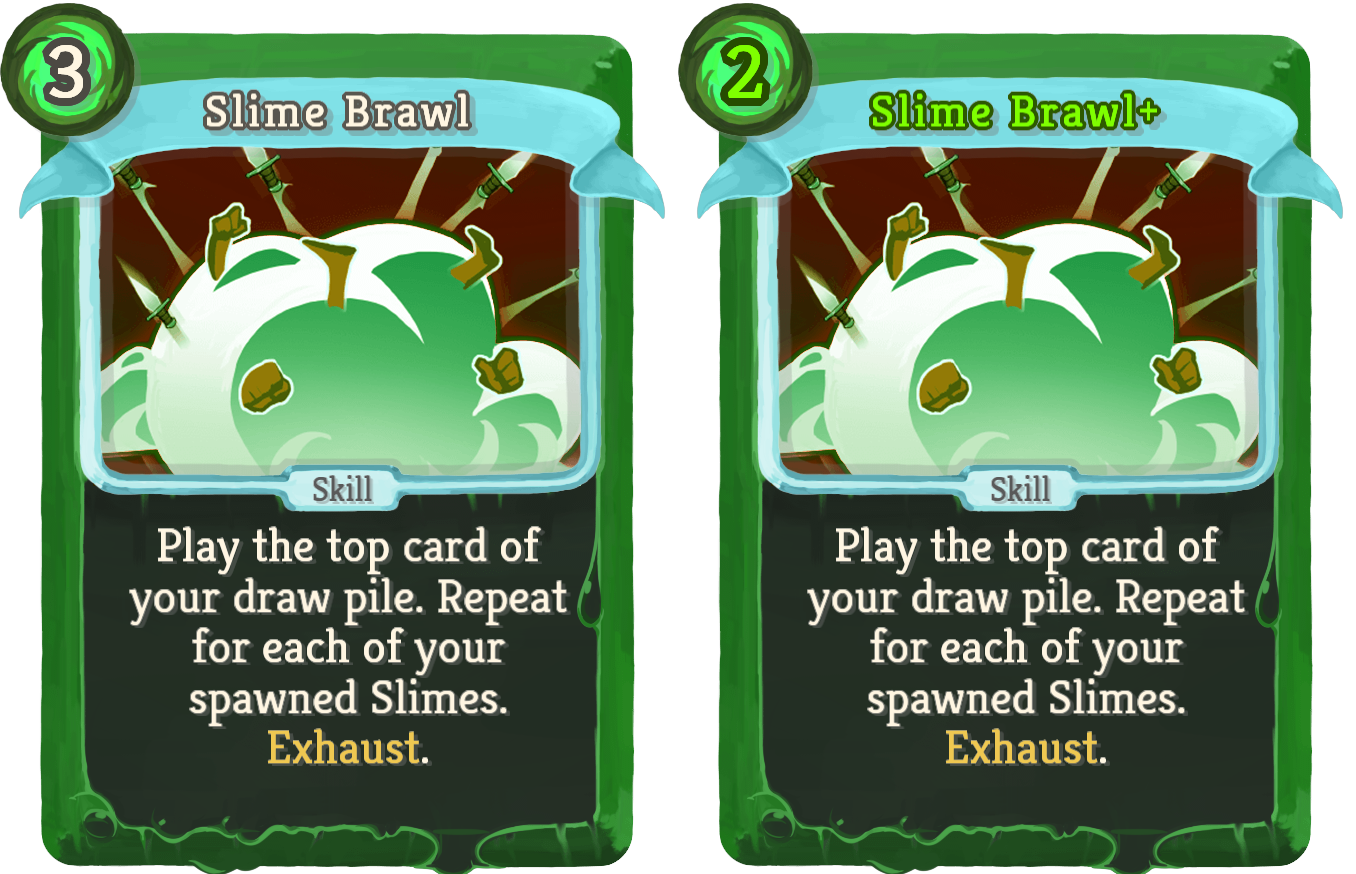 3
Slime Brawl
Skill
Play the top card of
your draw pile. Repeat
for each of your
spawned Slimes.
Exhaust.
2
Slime Brawl+
Skill
Play the top card of
your draw pile. Repeat
for each of your
spawned Slimes.
Exhaust.